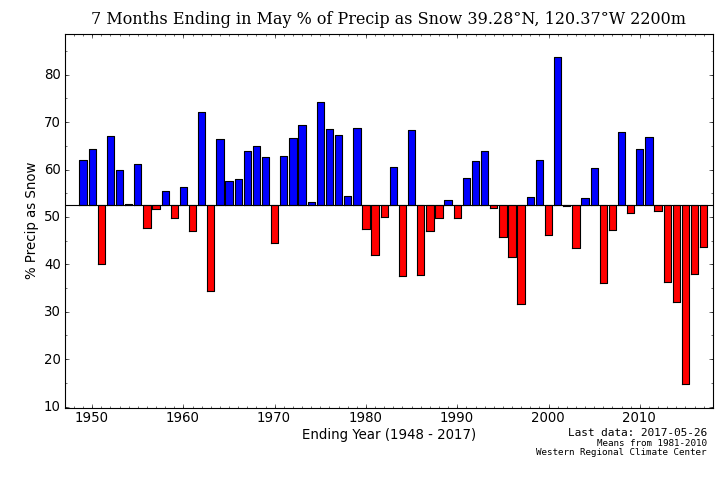 7 Months Ending in May % of Precip as Snow 39.28°N, 120.37°W 2200m
80
70
60
50
40
30
20
10
% Precip as Snow
1950 1960 1970 1980 1990 2000 2010
Ending Year (1948 - 2017)
Last data: 2017-05-26
Means from 1981-2010
Western Regional Climate Center